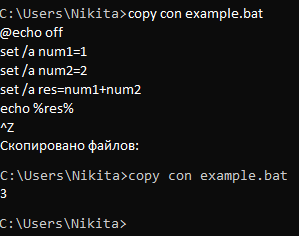 C:\Users\Nikita>copy con example.bat
@echo off
set /a num1=1
set /a num2=2
set /a res=num1+num2
echo %res%
^Z
Скопировано файлов:
C:\Users\Nikita>copy con example.bat
3
C:\Users\Nikita>